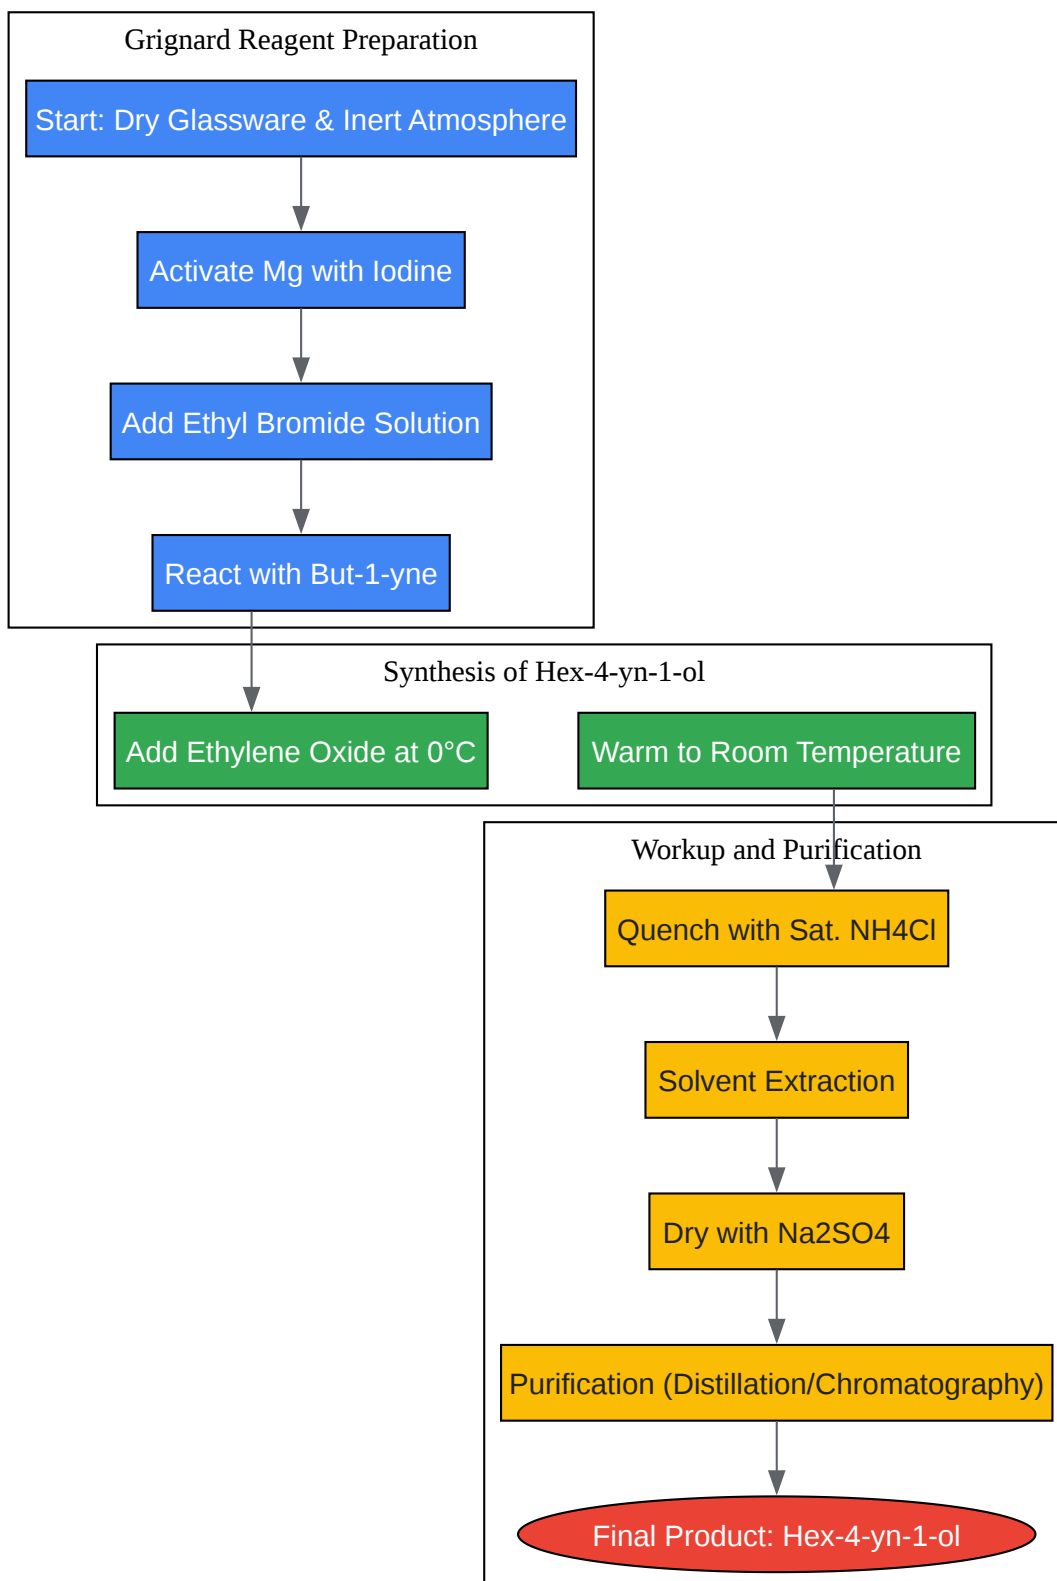 Grignard Reagent Preparation
Start: Dry Glassware & Inert Atmosphere
Activate Mg with Iodine
Add Ethyl Bromide Solution
React with But-1-yne
Synthesis of Hex-4-yn-1-ol
Add Ethylene Oxide at 0°C
Warm to Room Temperature
Workup and Purification
Quench with Sat. NH4Cl
Solvent Extraction
Dry with Na2SO4
Purification (Distillation/Chromatography)
Final Product: Hex-4-yn-1-ol